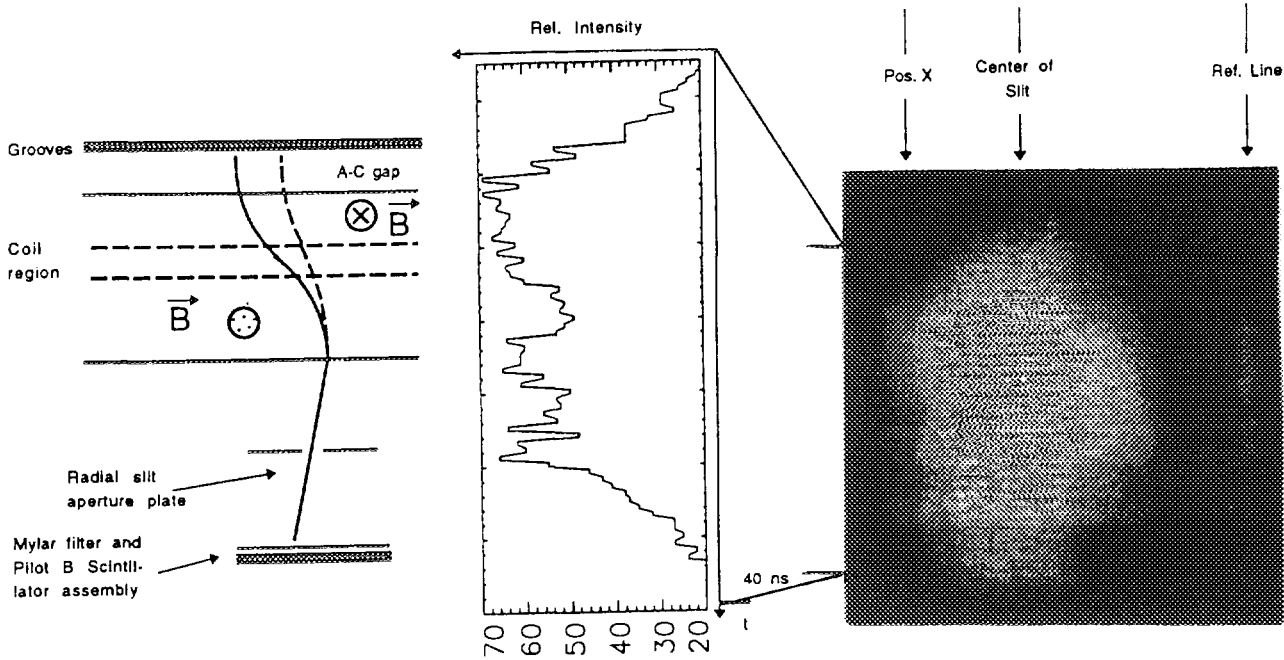 Grooves
A-C gap
B
Coil
region
B
Radial slit
aperture plate
Mylar filter and
Pilot B Scintil-
lator assembly
Rel. Intensity
70 60 50 40 30 20
40 ns
t
Pos. X
Center of
Slit
Ref. Line